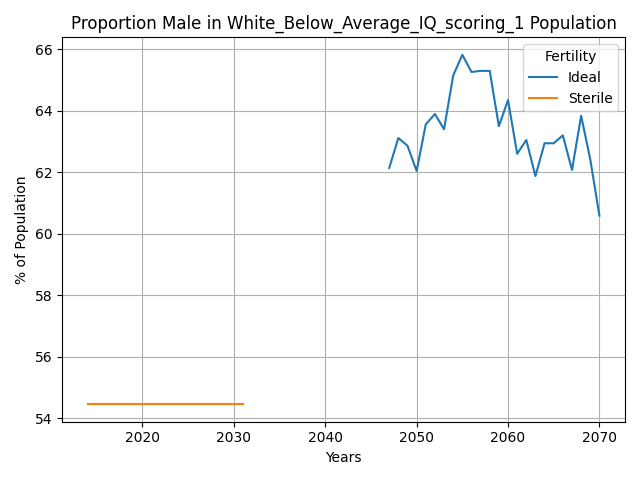 Proportion Male in White_Below_Average_IQ_scoring_1 Population
Fertility
Ideal
Sterile
% of Population
66
64
62
60
58
56
54
2020 2030 2040 2050 2060 2070
Years